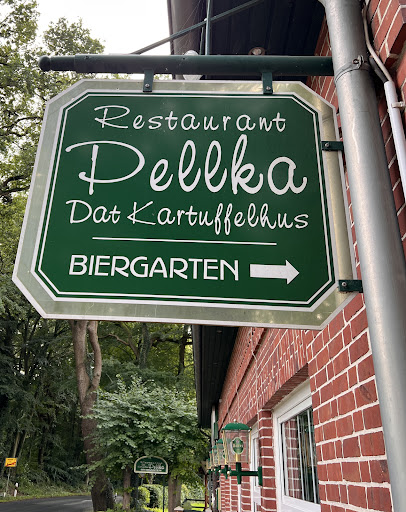 Restaurant
Pellka
Dat Kartuffelhus
BIERGARTEN